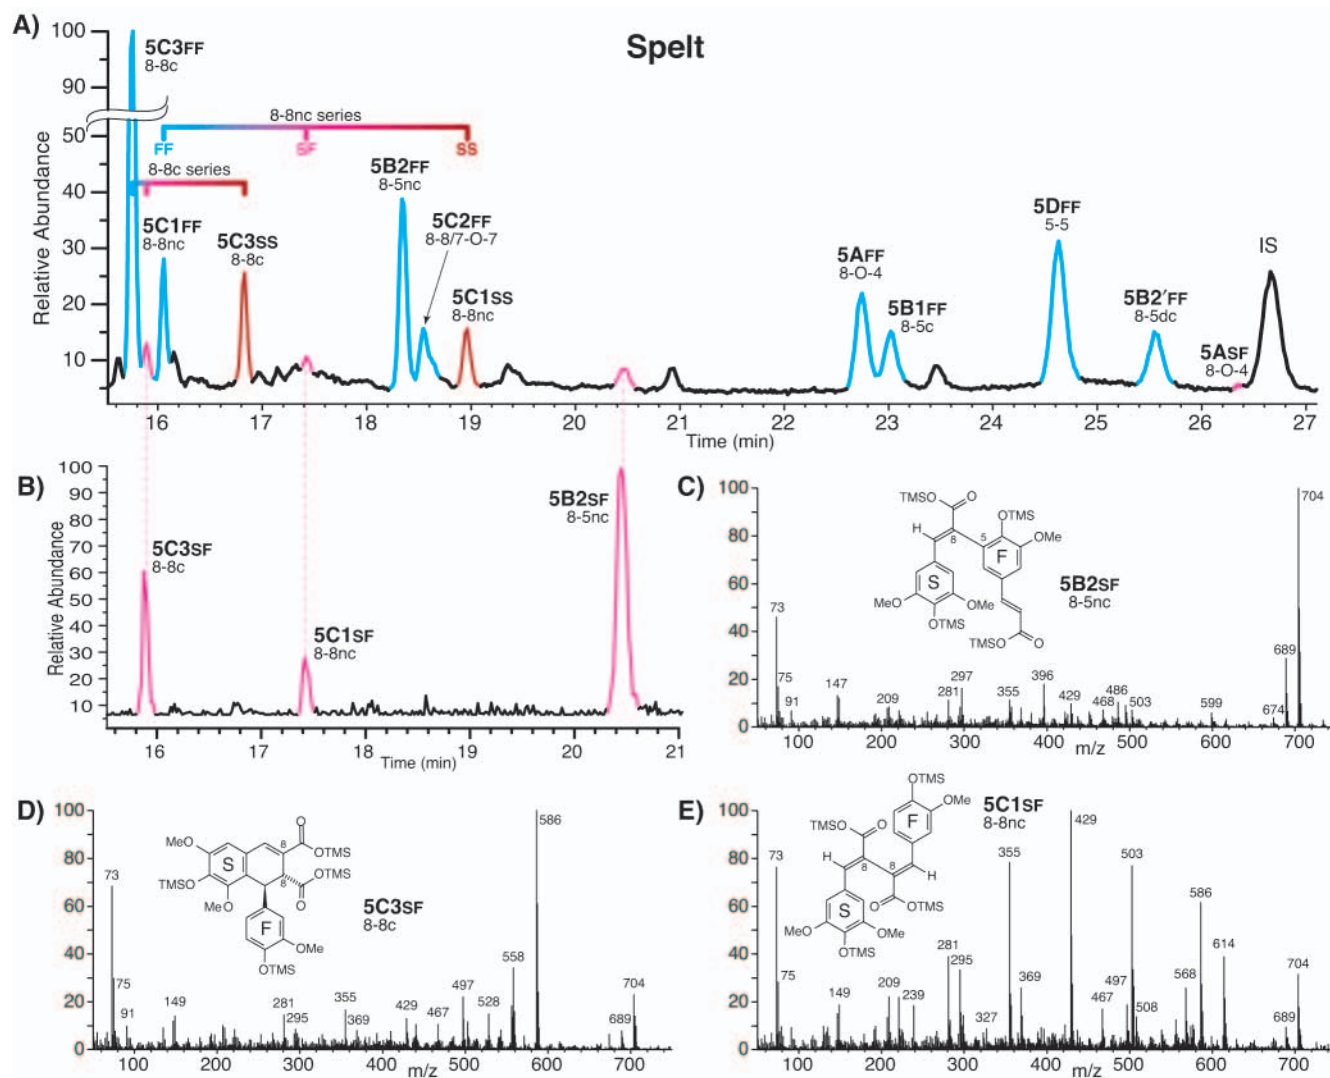 A)
Spelt
Relative Abundance
100
90
50
40
30
20
10
5C3FF
8-8c
8-8nc series
FF
SF
SS
8-8c series
5C1FF
8-8nc
5C3SS
8-8c
5B2FF
8-5nc
5C2FF
8-8/7-O-7
5C1SS
8-8nc
5AFF
8-O-4
5B1FF
8-5c
5DFF
5-5
5B2′FF
8-5dc
5ASF
8-O-4
IS
16 17 18 19 20 21 22 23 24 25 26 27
Time (min)
B)
Relative Abundance
100
90
80
70
60
50
40
30
20
10
5C3SF
8-8c
5C1SF
8-8nc
5B2SF
8-5nc
16 17 18 19 20 21
Time (min)
C)
100
80
60
40
20
0
TMSO
O
H
8
5
OTMS
OMe
F
S
MeO
OMe
OTMS
TMSO
O
5B2SF
8-5nc
73
75
91
147
209
281
297
355
396
429
468
486
503
599
674
689
704
100 200 300 400 500 600 700
m/z
D)
100
80
60
40
20
0
MeO
S
TMSO
MeO
8
8
O
OTMS
OTMS
O
F
OMe
OTMS
5C3SF
8-8c
73
75
91
149
281
295
355
369
429
467
497
528
558
586
689
704
100 200 300 400 500 600 700
m/z
E)
100
80
60
40
20
0
OTMS
OMe
F
TMSO
O
H
8
8
H
O
OTMS
S
MeO
OMe
OTMS
5C1SF
8-8nc
73
75
149
209
239
281
295
327
355
369
429
467
497
503
508
568
586
614
689
704
100 200 300 400 500 600 700
m/z